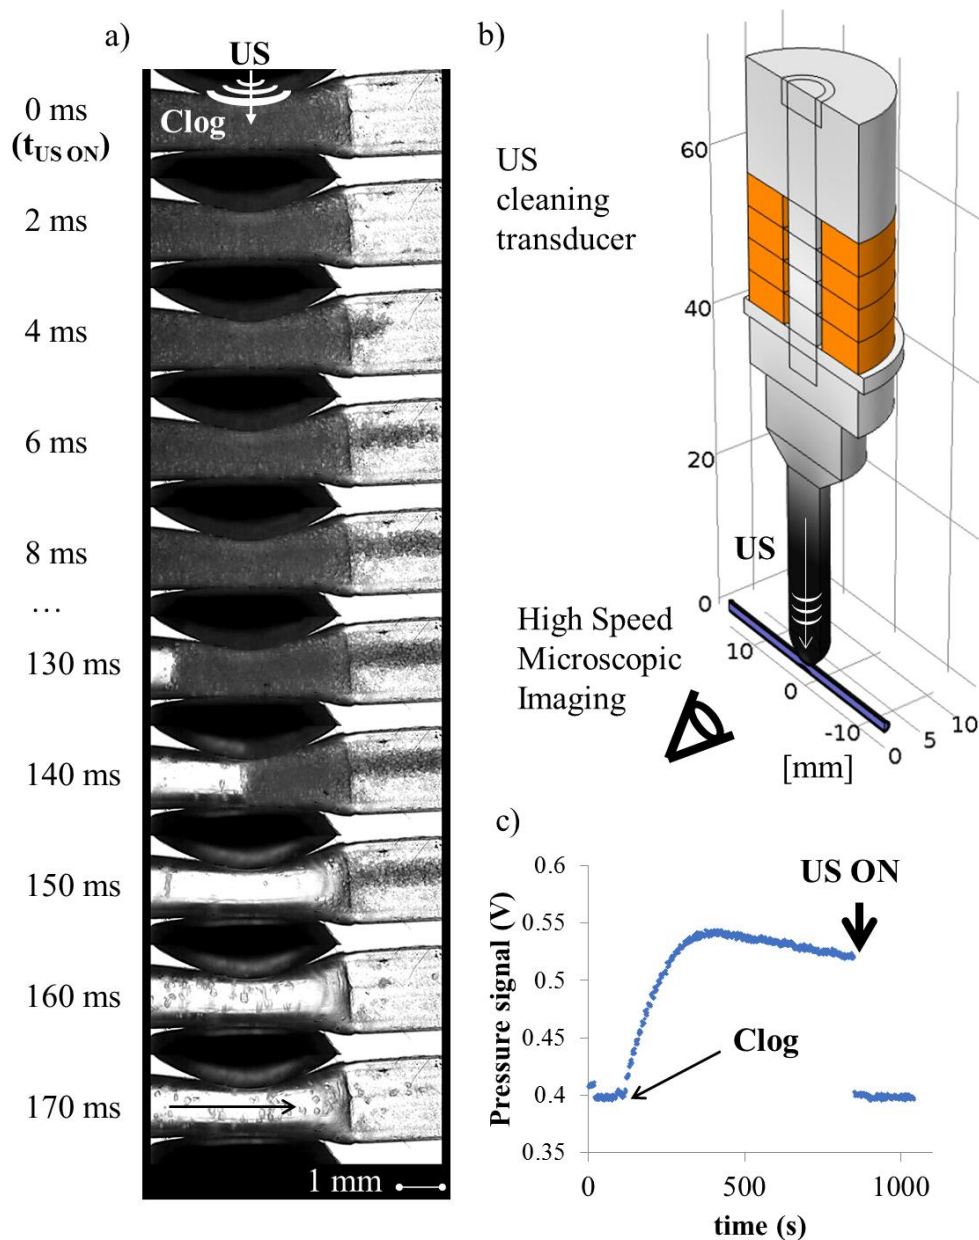 a)
US
Clog
0 ms
(tUS ON)
2 ms
4 ms
6 ms
8 ms
...
130 ms
140 ms
150 ms
160 ms
170 ms
1 mm
b)
US
cleaning
transducer
60
40
20
0
US
High Speed
Microscopic
Imaging
10
0
-10
0
5
10
[mm]
c)
0.6
0.55
0.5
0.45
0.4
0.35
Pressure signal (V)
US ON
Clog
0
500
1000
time (s)